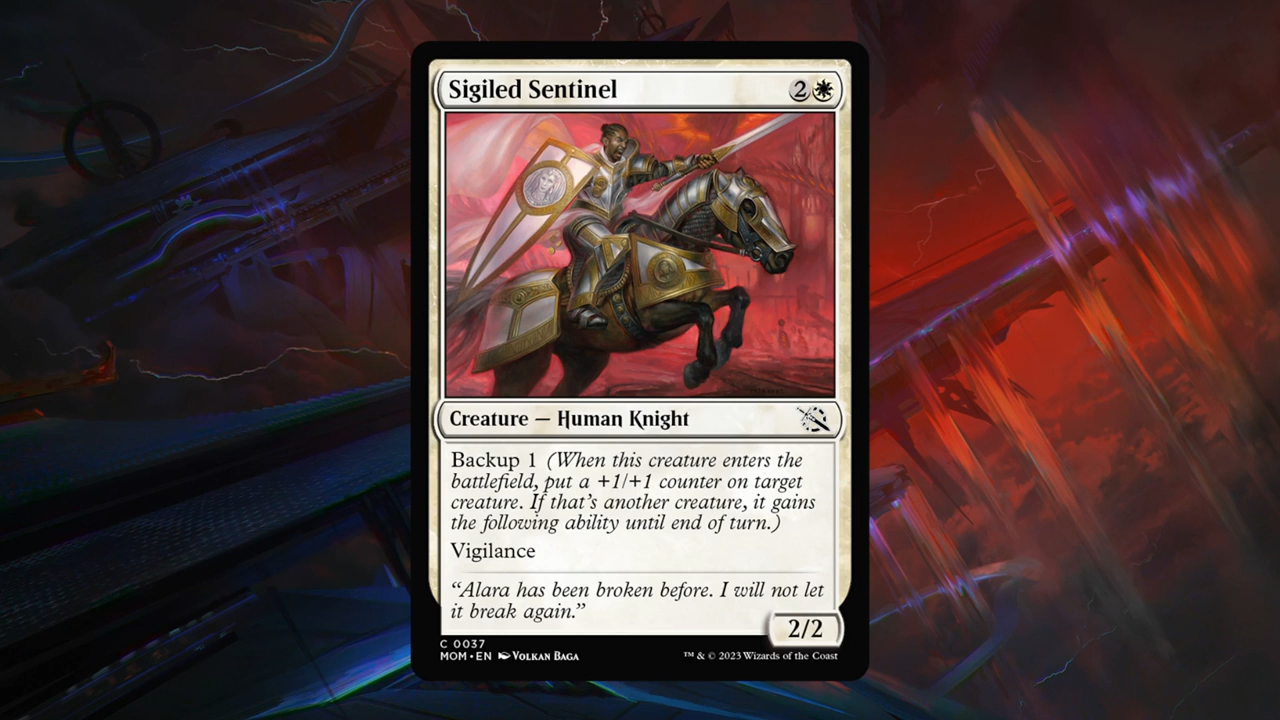 Sigiled Sentinel
2
Creature — Human Knight
Backup 1 (When this creature enters the
battlefield, put a +1/+1 counter on target
creature. If that’s another creature, it gains
the following ability until end of turn.)
Vigilance
“Alara has been broken before. I will not let
it break again.”
2/2
C 0037
MOM • EN Volkan Baga
™ & © 2023 Wizards of the Coast